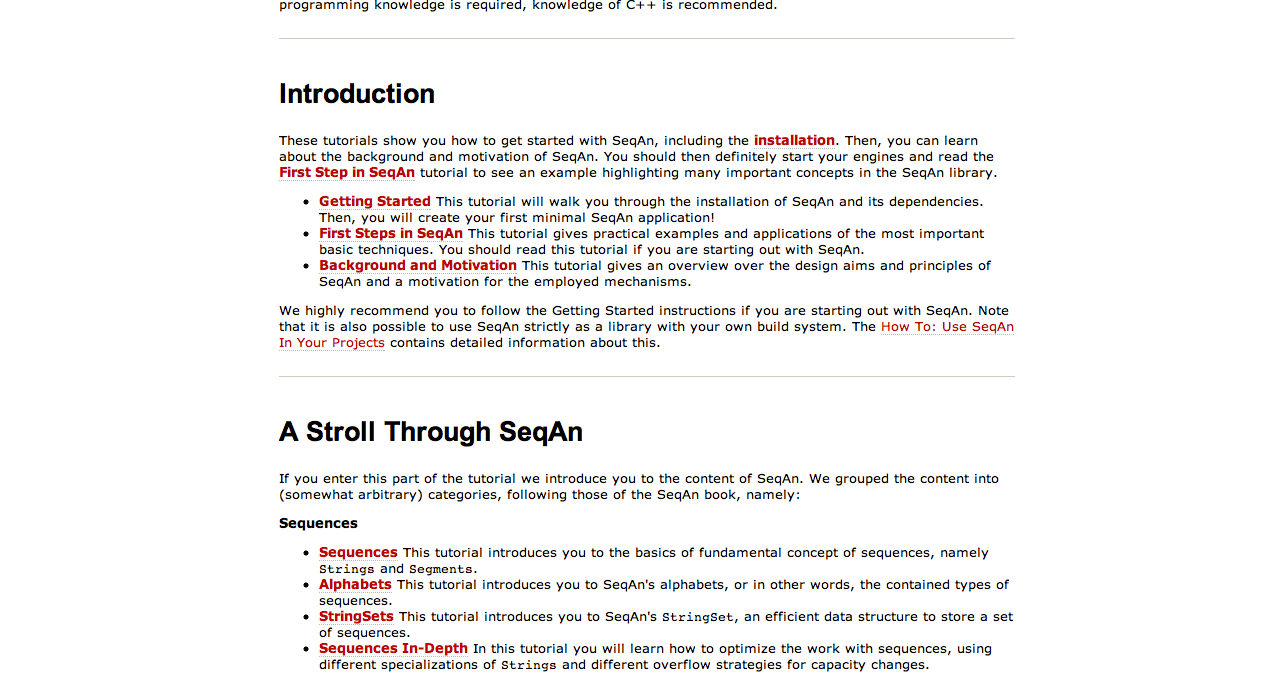 programming knowledge is required, knowledge of C++ is recommended.
Introduction
These tutorials show you how to get started with SeqAn, including the installation. Then, you can learn
about the background and motivation of SeqAn. You should then definitely start your engines and read the
First Step in SeqAn tutorial to see an example highlighting many important concepts in the SeqAn library.
• Getting Started This tutorial will walk you through the installation of SeqAn and its dependencies.
Then, you will create your first minimal SeqAn application!
• First Steps in SeqAn This tutorial gives practical examples and applications of the most important
basic techniques. You should read this tutorial if you are starting out with SeqAn.
• Background and Motivation This tutorial gives an overview over the design aims and principles of
SeqAn and a motivation for the employed mechanisms.
We highly recommend you to follow the Getting Started instructions if you are starting out with SeqAn. Note
that it is also possible to use SeqAn strictly as a library with your own build system. The How To: Use SeqAn
In Your Projects contains detailed information about this.
A Stroll Through SeqAn
If you enter this part of the tutorial we introduce you to the content of SeqAn. We grouped the content into
(somewhat arbitrary) categories, following those of the SeqAn book, namely:
Sequences
• Sequences This tutorial introduces you to the basics of fundamental concept of sequences, namely
Strings and Segments.
• Alphabets This tutorial introduces you to SeqAn's alphabets, or in other words, the contained types of
sequences.
• StringSets This tutorial introduces you to SeqAn's StringSet, an efficient data structure to store a set
of sequences.
• Sequences In-Depth In this tutorial you will learn how to optimize the work with sequences, using
different specializations of Strings and different overflow strategies for capacity changes.